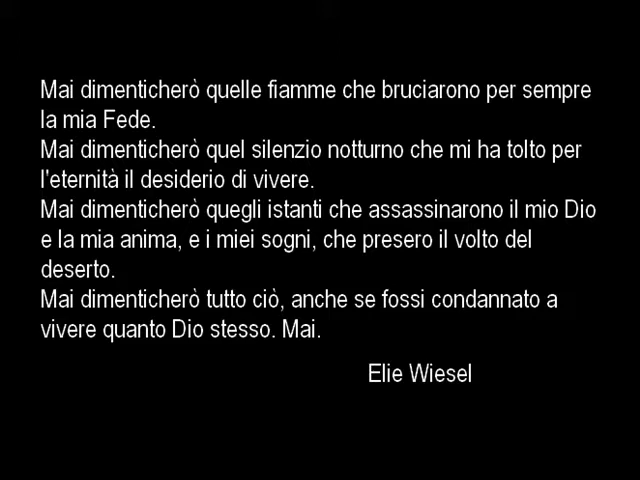 Mai dimenticherò quelle fiamme che bruciarono per sempre
la mia Fede.
Mai dimenticherò quel silenzio notturno che mi ha tolto per
l'eternità il desiderio di vivere.
Mai dimenticherò quegli istanti che assassinarono il mio Dio
e la mia anima, e i miei sogni, che presero il volto del
deserto.
Mai dimenticherò tutto ciò, anche se fossi condannato a
vivere quanto Dio stesso. Mai.
Elie Wiesel